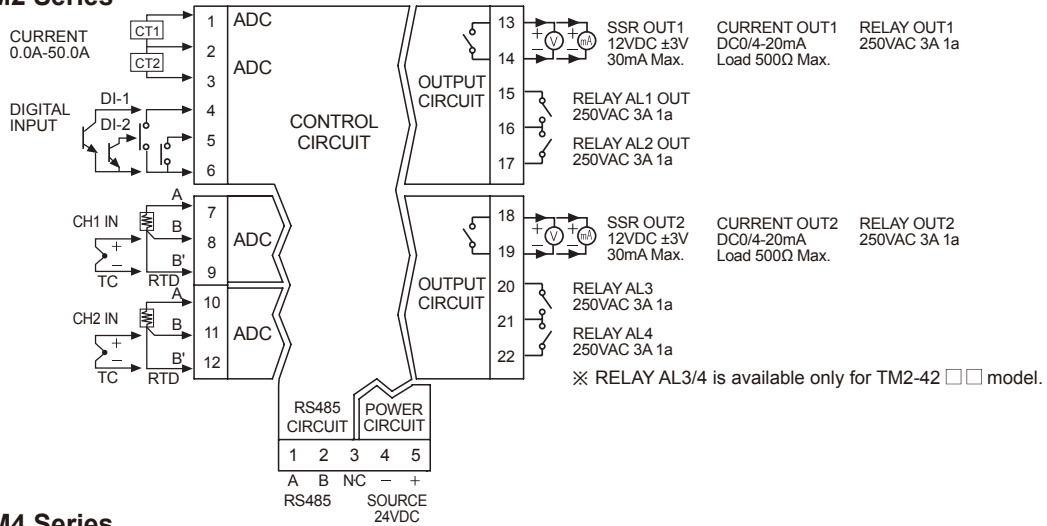 M2 Series
CURRENT
0.0A-50.0A
CT1
CT2
1
2
3
4
5
6
ADC
ADC
DIGITAL
INPUT
DI-1
DI-2
CONTROL
CIRCUIT
OUTPUT
CIRCUIT
13
14
15
16
17
+ V + mA
− −
SSR OUT1
12VDC ±3V
30mA Max.
CURRENT OUT1
DC0/4-20mA
Load 500Ω Max.
RELAY OUT1
250VAC 3A 1a
RELAY AL1 OUT
250VAC 3A 1a
RELAY AL2 OUT
250VAC 3A 1a
CH1 IN
+
−
TC
RTD
A
B
B'
7
8
9
ADC
CH2 IN
+
−
TC
RTD
A
B
B'
10
11
12
ADC
OUTPUT
CIRCUIT
18
19
20
21
22
+ V + mA
− −
SSR OUT2
12VDC ±3V
30mA Max.
CURRENT OUT2
DC0/4-20mA
Load 500Ω Max.
RELAY OUT2
250VAC 3A 1a
RELAY AL3
250VAC 3A 1a
RELAY AL4
250VAC 3A 1a
※ RELAY AL3/4 is available only for TM2-42 □□ model.
RS485
CIRCUIT
POWER
CIRCUIT
1 2 3 4 5
A B N·C − +
RS485
SOURCE
24VDC
M4 Series